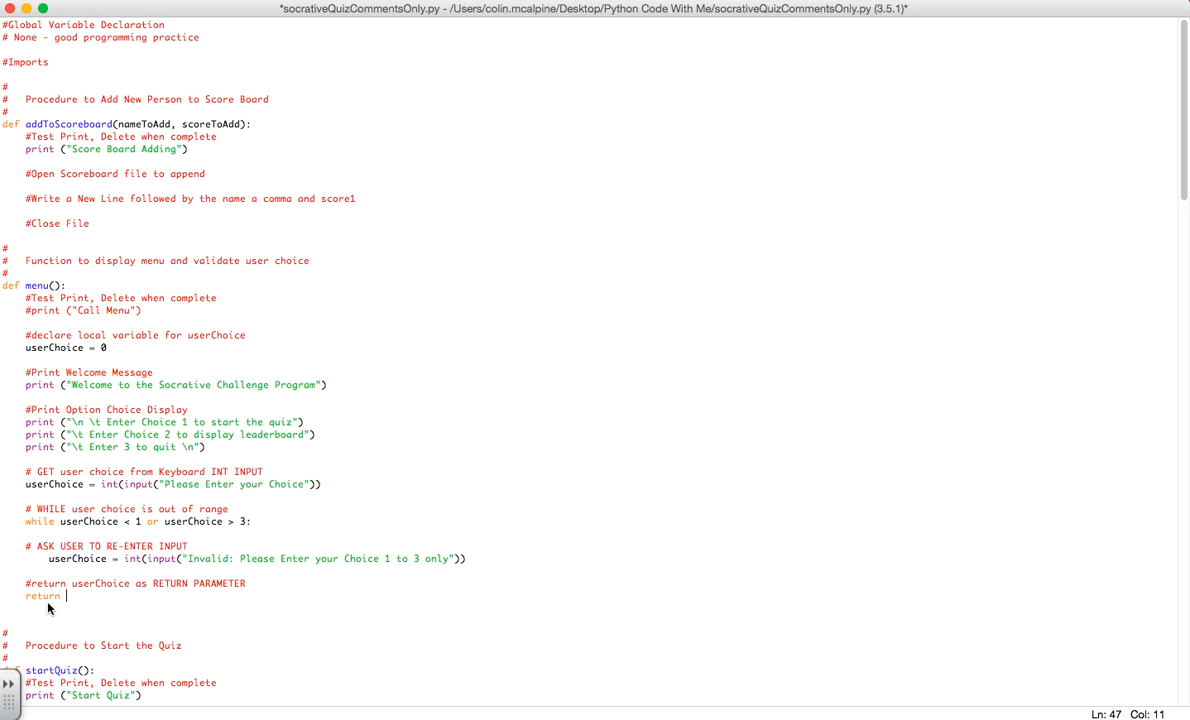 *socrativeQuizCommentsOnly.py - /Users/colin.mcalpine/Desktop/Python Code With Me/socrativeQuizCommentsOnly.py (3.5.1)*
#Global Variable Declaration
# None - good programming practice
#Imports
#
#   Procedure to Add New Person to Score Board
#
def addToScoreboard(nameToAdd, scoreToAdd):
    #Test Print, Delete when complete
    print ("Score Board Adding")
    #Open Scoreboard file to append
    #Write a New Line followed by the name a comma and score1
    #Close File
#
#   Function to display menu and validate user choice
#
def menu():
    #Test Print, Delete when complete
    #print ("Call Menu")
    #declare local variable for userChoice
    userChoice = 0
    #Print Welcome Message
    print ("Welcome to the Socrative Challenge Program")
    #Print Option Choice Display
    print ("\n \t Enter Choice 1 to start the quiz")
    print ("\t Enter Choice 2 to display leaderboard")
    print ("\t Enter 3 to quit \n")
    # GET user choice from Keyboard INT INPUT
    userChoice = int(input("Please Enter your Choice"))
    # WHILE user choice is out of range
    while userChoice < 1 or userChoice > 3:
    # ASK USER TO RE-ENTER INPUT
        userChoice = int(input("Invalid: Please Enter your Choice 1 to 3 only"))
    #return userChoice as RETURN PARAMETER
    return
#
#   Procedure to Start the Quiz
#
f startQuiz():
    #Test Print, Delete when complete
    print ("Start Quiz")
Ln: 47 Col: 11